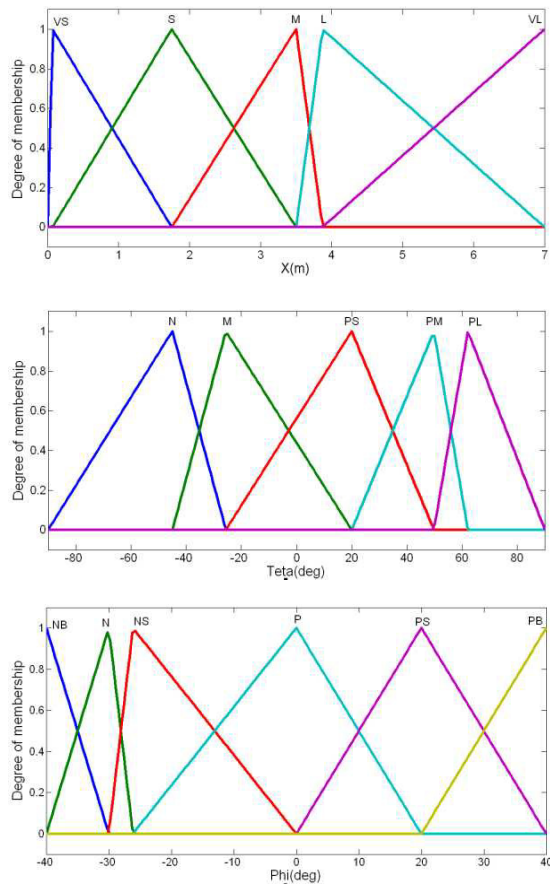 VS S M L VL
Degree of membership
1
0.8
0.6
0.4
0.2
0
0 1 2 3 4 5 6 7
X(m)
N M PS PM PL
Degree of membership
1
0.8
0.6
0.4
0.2
0
-80 -60 -40 -20 0 20 40 60 80
Teta(deg)
NB N NS P PS PB
Degree of membership
1
0.8
0.6
0.4
0.2
0
-40 -30 -20 -10 0 10 20 30 40
Phi(deg)